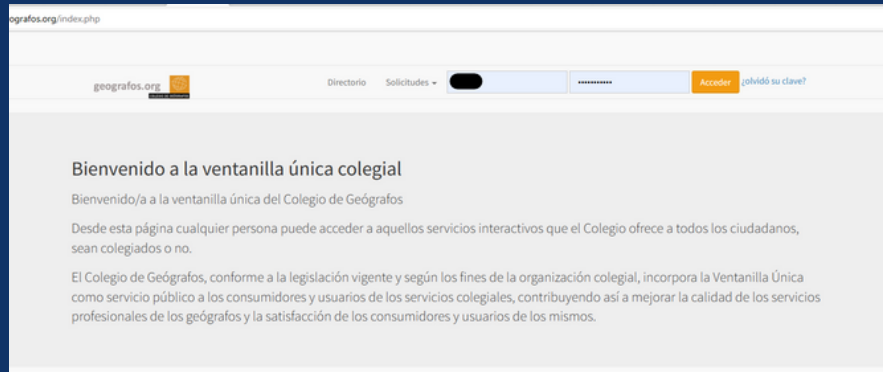 ografos.org/index.php
geografos.org Directorio Solicitudes ············ Acceder ¿olvidó su clave?
Bienvenido a la ventanilla única colegial
Bienvenido/a a la ventanilla única del Colegio de Geógrafos
Desde esta página cualquier persona puede acceder a aquellos servicios interactivos que el Colegio ofrece a todos los ciudadanos,
sean colegiados o no.
El Colegio de Geógrafos, conforme a la legislación vigente y según los fines de la organización colegial, incorpora la Ventanilla Única
como servicio público a los consumidores y usuarios de los servicios colegiales, contribuyendo así a mejorar la calidad de los servicios
profesionales de los geógrafos y la satisfacción de los consumidores y usuarios de los mismos.